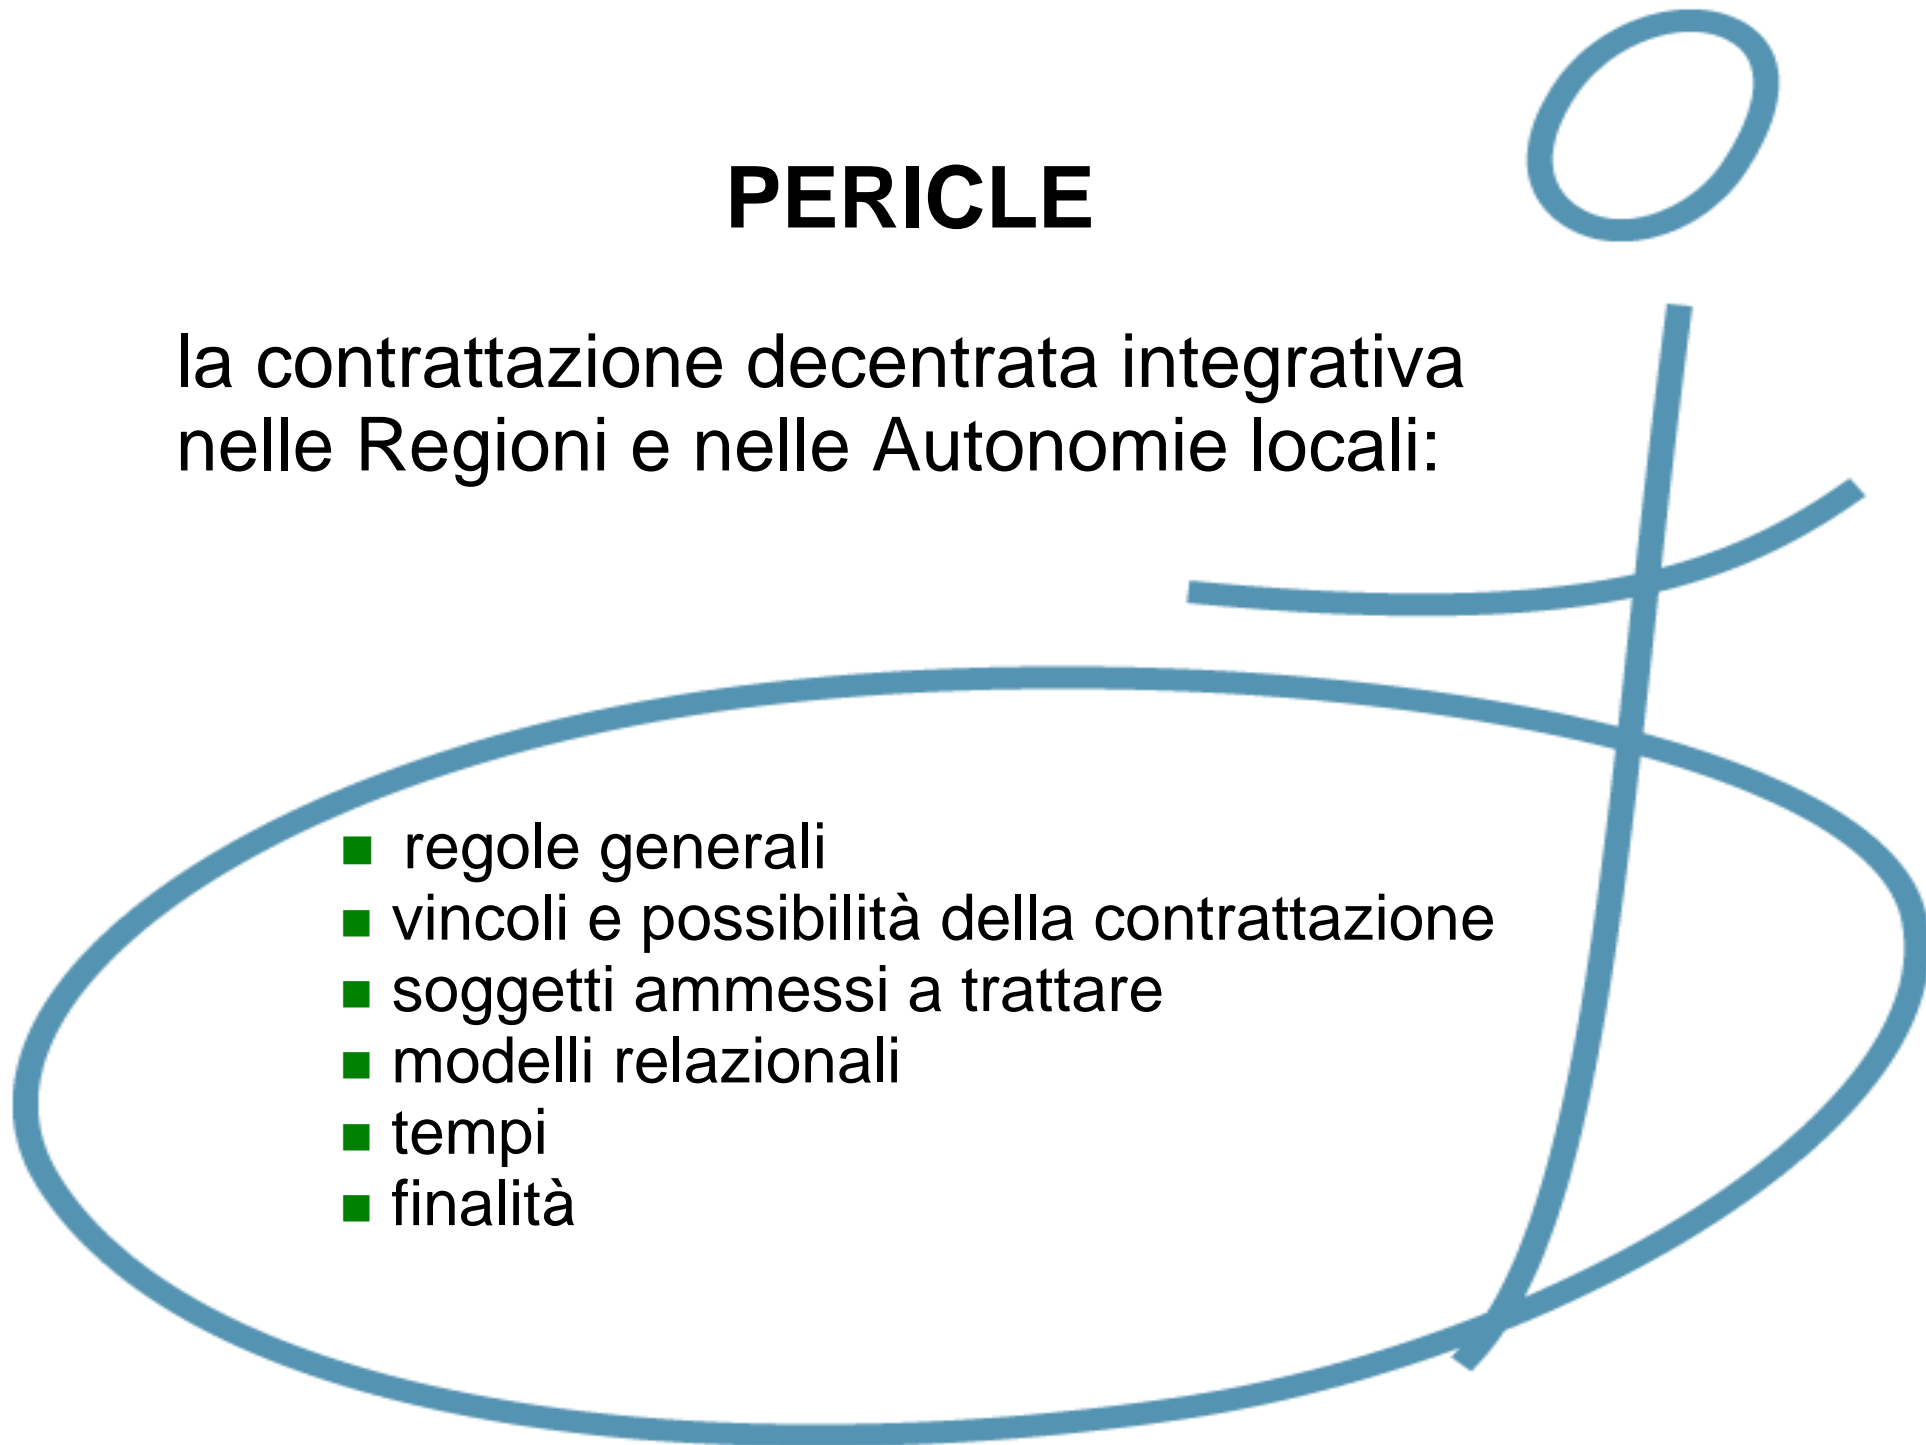 PERICLE
la contrattazione decentrata integrativa
nelle Regioni e nelle Autonomie locali:
regole generali
vincoli e possibilità della contrattazione
soggetti ammessi a trattare
modelli relazionali
tempi
finalità